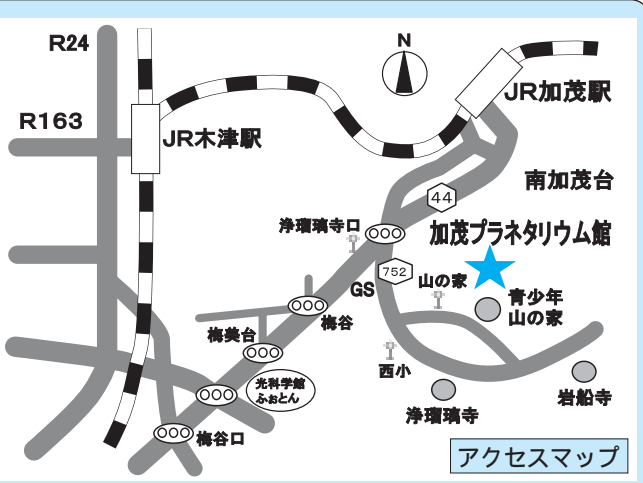 R24
N
R163
JR木津駅
JR加茂駅
南加茂台
44
浄瑠璃寺口
加茂プラネタリウム館
752
GS
山の家
青少年
山の家
梅谷
梅美台
西小
光科学館
ふぉとん
浄瑠璃寺
岩船寺
梅谷口
アクセスマップ